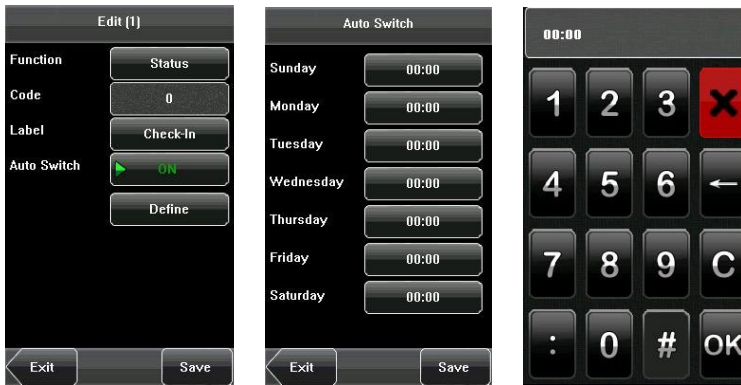 Edit (1)
Function Status
Code 0
Label Check-In
Auto Switch ON
Define
Exit Save
Auto Switch
Sunday 00:00
Monday 00:00
Tuesday 00:00
Wednesday 00:00
Thursday 00:00
Friday 00:00
Saturday 00:00
Exit Save
00:00
1 2 3 X
4 5 6 ←
7 8 9 C
: 0 # OK